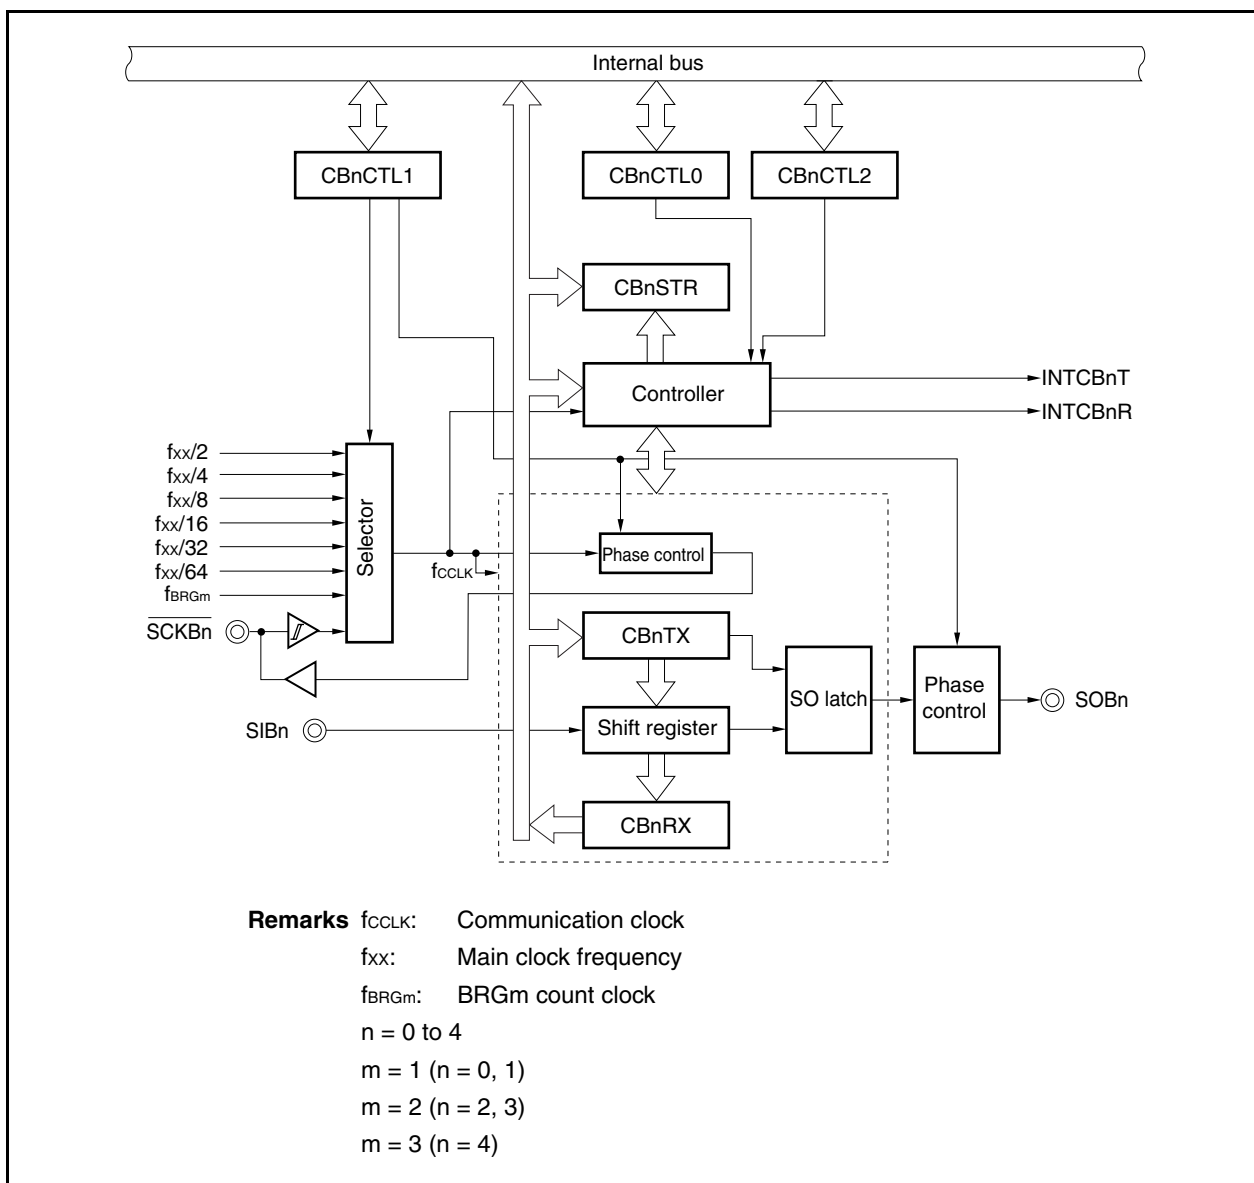 Internal bus
CBnCTL1
CBnCTL0
CBnCTL2
CBnSTR
Controller
INTCBnT
INTCBnR
fXX/2
fXX/4
fXX/8
fXX/16
fXX/32
fXX/64
fBRGm
SCKBn
Selector
fCCLK
Phase control
CBnTX
SO latch
Phase
control
SOBn
SIBn
Shift register
CBnRX
Remarks fCCLK: Communication clock
fXX: Main clock frequency
fBRGm: BRGm count clock
n = 0 to 4
m = 1 (n = 0, 1)
m = 2 (n = 2, 3)
m = 3 (n = 4)